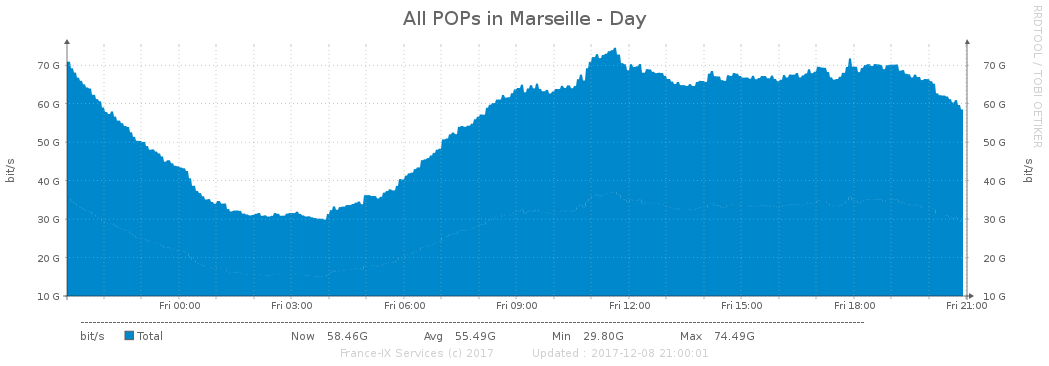 All POPs in Marseille - Day
RRDTOOL / TOBI OETIKER
bit/s
70 G
60 G
50 G
40 G
30 G
20 G
10 G
70 G
60 G
50 G
40 G
30 G
20 G
10 G
bit/s
Fri 00:00 Fri 03:00 Fri 06:00 Fri 09:00 Fri 12:00 Fri 15:00 Fri 18:00 Fri 21:00
bit/s Total Now 58.46G Avg 55.49G Min 29.80G Max 74.49G
France-IX Services (c) 2017 Updated : 2017-12-08 21:00:01